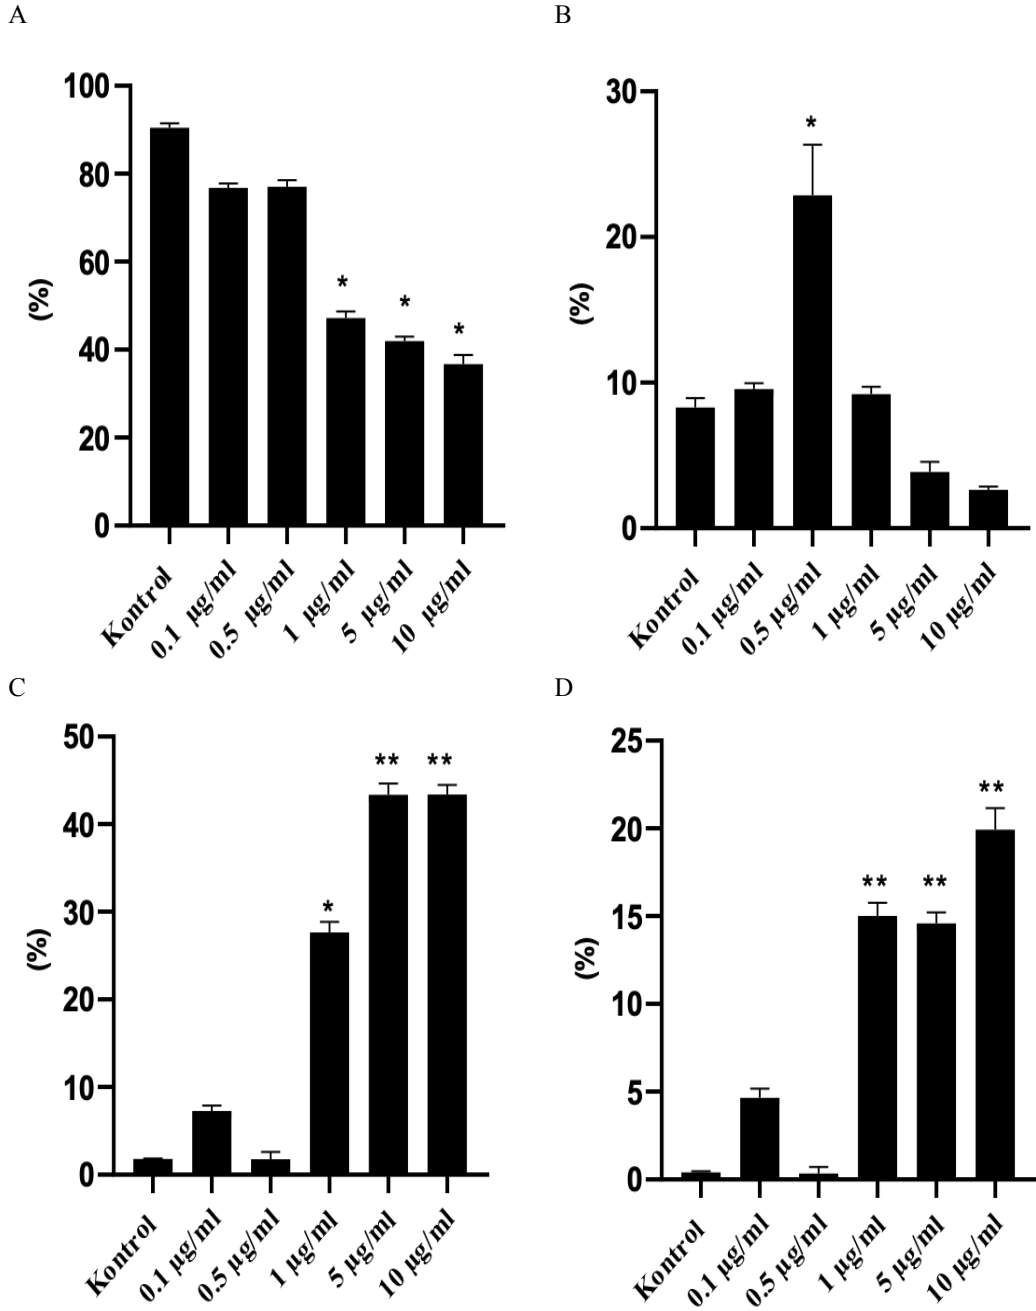 A
100
80
60
40
20
0
(%)
*
*
*
Kontrol
0.1 µg/ml
0.5 µg/ml
1 µg/ml
5 µg/ml
10 µg/ml
B
30
20
10
0
(%)
*
Kontrol
0.1 µg/ml
0.5 µg/ml
1 µg/ml
5 µg/ml
10 µg/ml
C
50
40
30
20
10
0
(%)
*
**
**
Kontrol
0.1 µg/ml
0.5 µg/ml
1 µg/ml
5 µg/ml
10 µg/ml
D
25
20
15
10
5
0
(%)
**
**
**
Kontrol
0.1 µg/ml
0.5 µg/ml
1 µg/ml
5 µg/ml
10 µg/ml